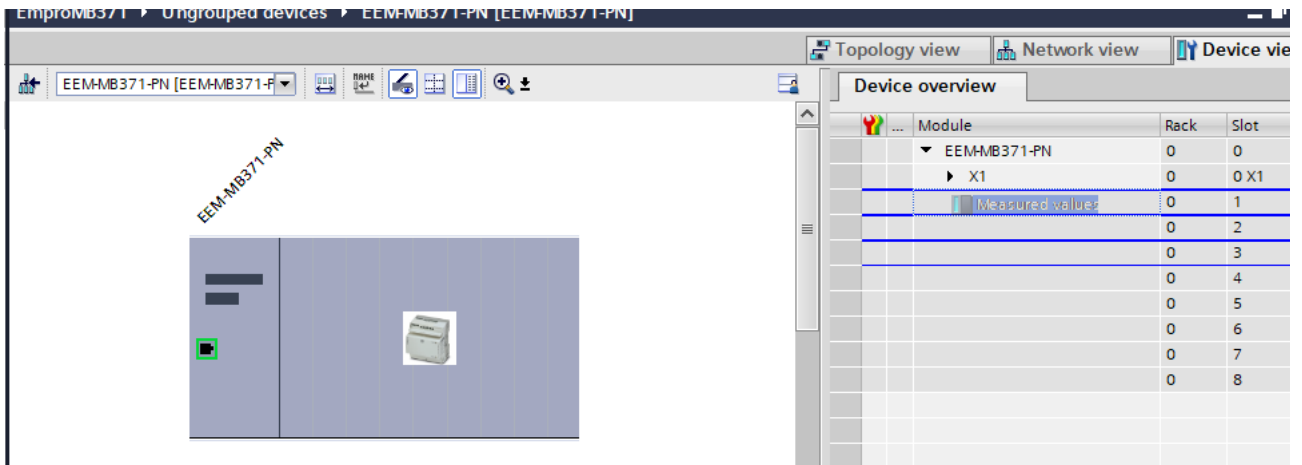 EmproMB371 ▸ Ungrouped devices ▸ EEM-MB371-PN [EEM-MB371-PN]
Topology view Network view Device vie
EEM-MB371-PN [EEM-MB371-P
NAME
Device overview
... Module Rack Slot
EEM-MB371-PN 0 0
X1 0 0 X1
Measured values 0 1
0 2
0 3
0 4
0 5
0 6
0 7
0 8
EEM-MB371-PN